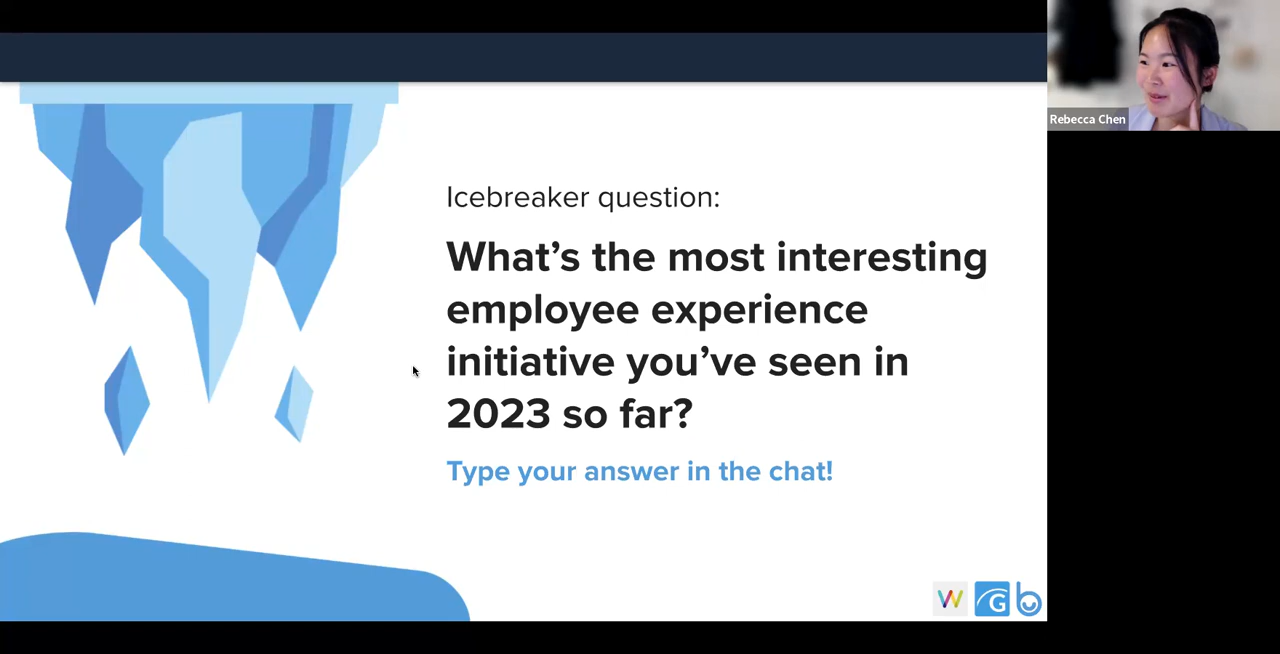 Rebecca Chen
Icebreaker question:
What’s the most interesting
employee experience
initiative you’ve seen in
2023 so far?
Type your answer in the chat!
W
G
b